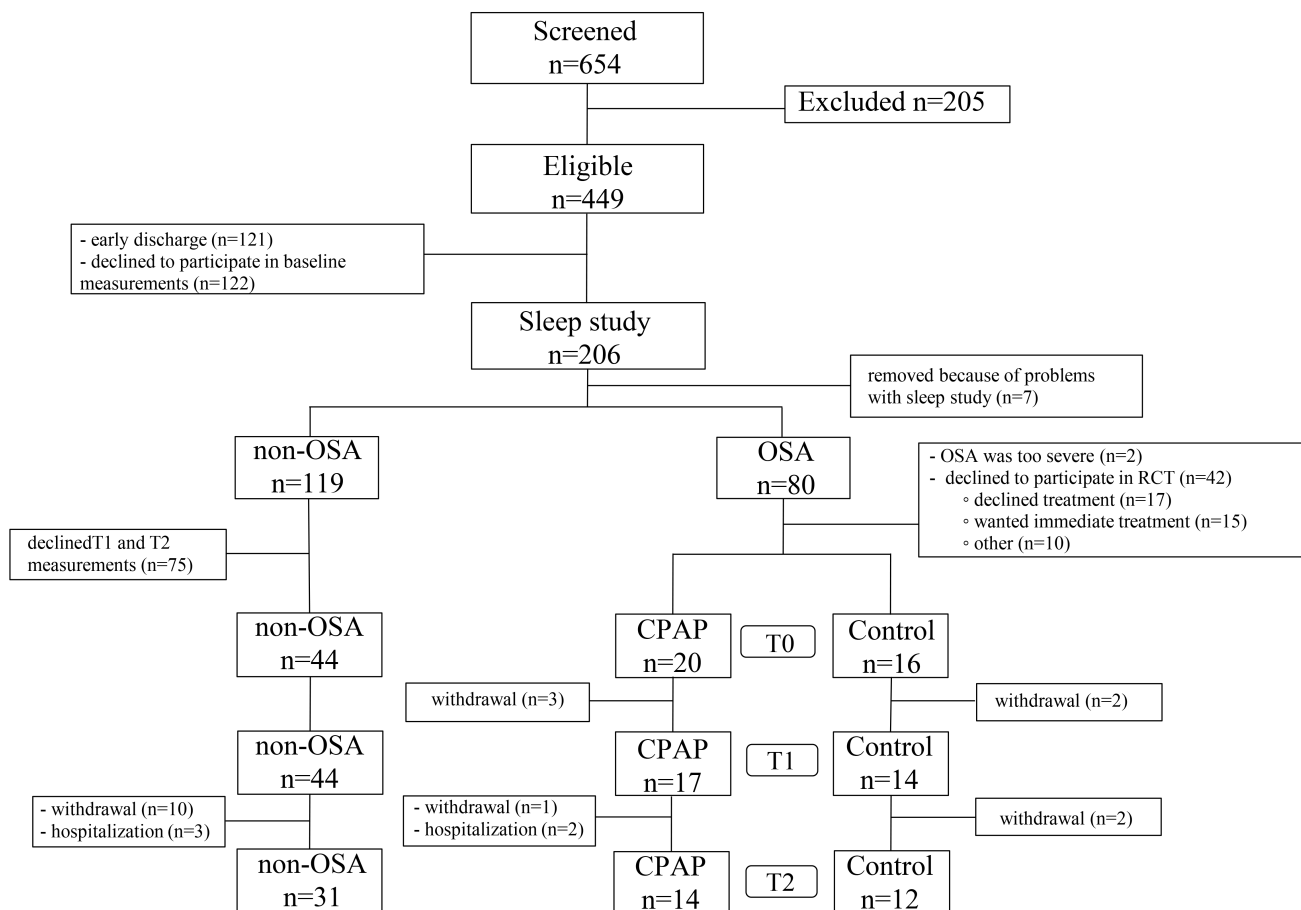 Screened
n=654
Excluded n=205
Eligible
n=449
- early discharge (n=121)
- declined to participate in baseline
measurements (n=122)
Sleep study
n=206
removed because of problems
with sleep study (n=7)
non-OSA
n=119
OSA
n=80
- OSA was too severe (n=2)
- declined to participate in RCT (n=42)
◦ declined treatment (n=17)
◦ wanted immediate treatment (n=15)
◦ other (n=10)
declinedT1 and T2
measurements (n=75)
non-OSA
n=44
CPAP
n=20
T0
Control
n=16
withdrawal (n=3)
withdrawal (n=2)
non-OSA
n=44
CPAP
n=17
T1
Control
n=14
- withdrawal (n=10)
- hospitalization (n=3)
- withdrawal (n=1)
- hospitalization (n=2)
withdrawal (n=2)
non-OSA
n=31
CPAP
n=14
T2
Control
n=12